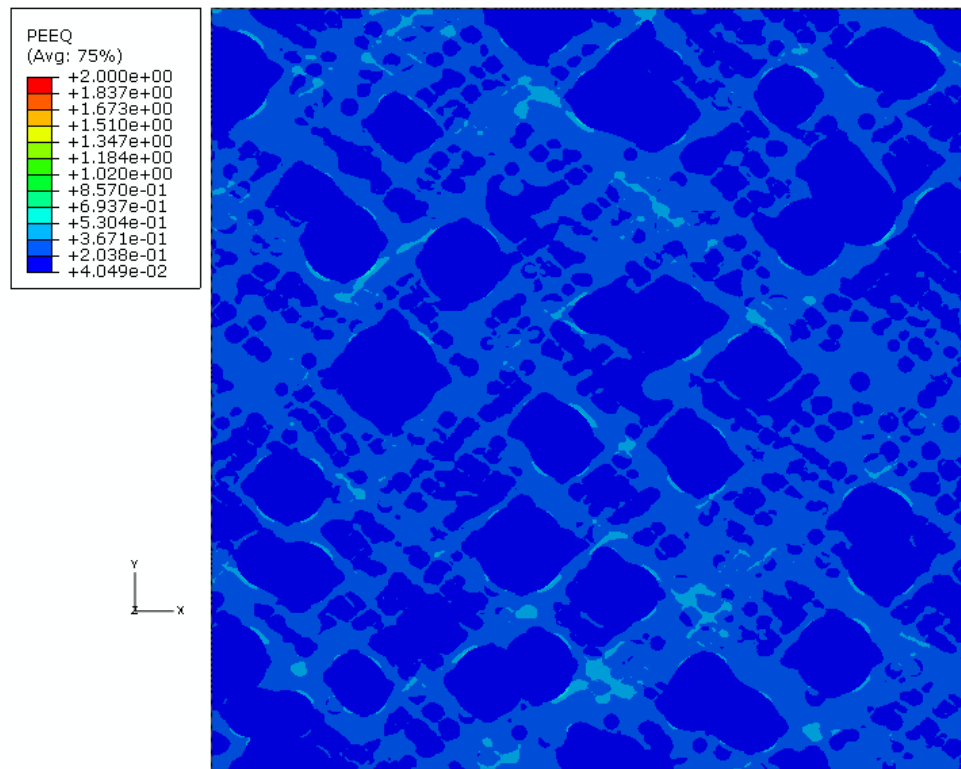 PEEQ
(Avg: 75%)
+2.000e+00
+1.837e+00
+1.673e+00
+1.510e+00
+1.347e+00
+1.184e+00
+1.020e+00
+8.570e-01
+6.937e-01
+5.304e-01
+3.671e-01
+2.038e-01
+4.049e-02
Y
Z X